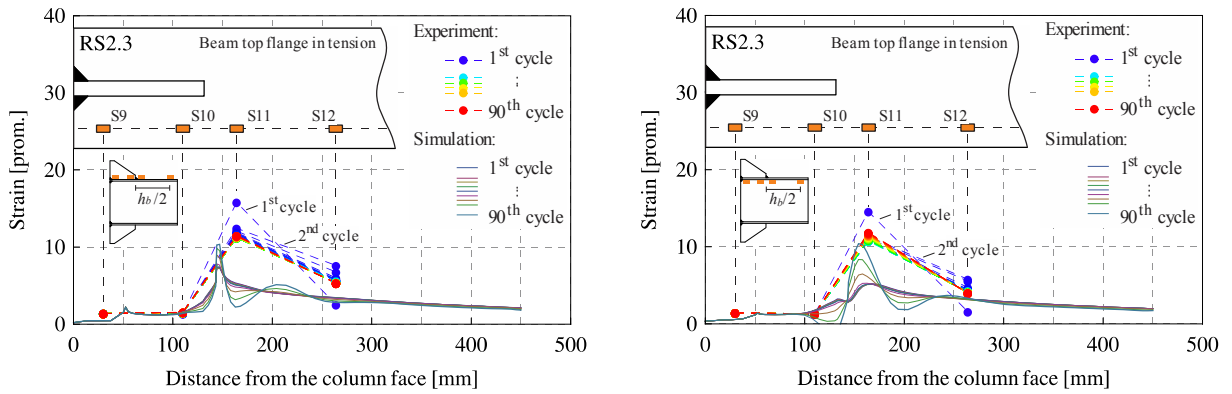 40
30
20
10
0
Strain [prom.]
RS2.3
Beam top flange in tension
S9
S10
S11
S12
Experiment:
1st cycle
⋮
90th cycle
Simulation:
1st cycle
⋮
90th cycle
hb/2
1st cycle
2nd cycle
0 100 200 300 400 500
Distance from the column face [mm]
40
30
20
10
0
Strain [prom.]
RS2.3
Beam top flange in tension
S9
S10
S11
S12
Experiment:
1st cycle
⋮
90th cycle
Simulation:
1st cycle
⋮
90th cycle
hb/2
1st cycle
2nd cycle
0 100 200 300 400 500
Distance from the column face [mm]